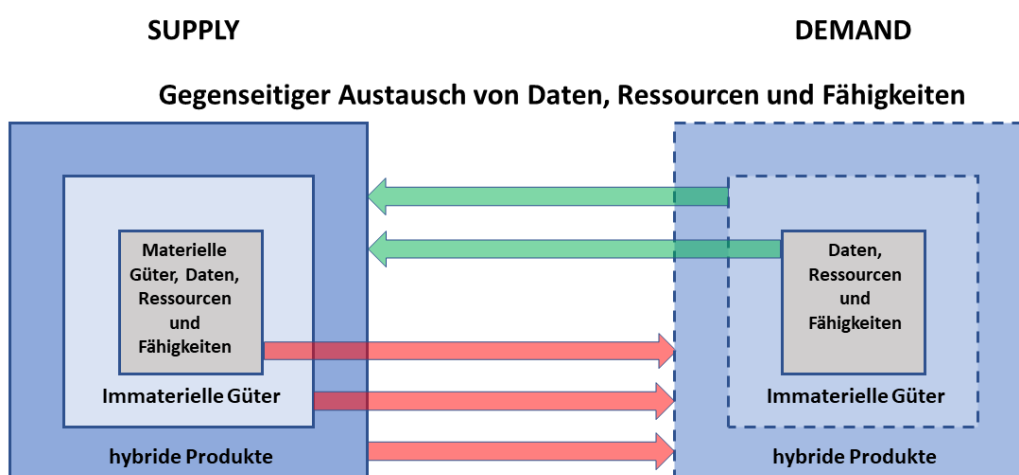 SUPPLY
DEMAND
Gegenseitiger Austausch von Daten, Ressourcen und Fähigkeiten
Materielle
Güter, Daten,
Ressourcen
und
Fähigkeiten
Immaterielle Güter
hybride Produkte
Daten,
Ressourcen
und
Fähigkeiten
Immaterielle Güter
hybride Produkte